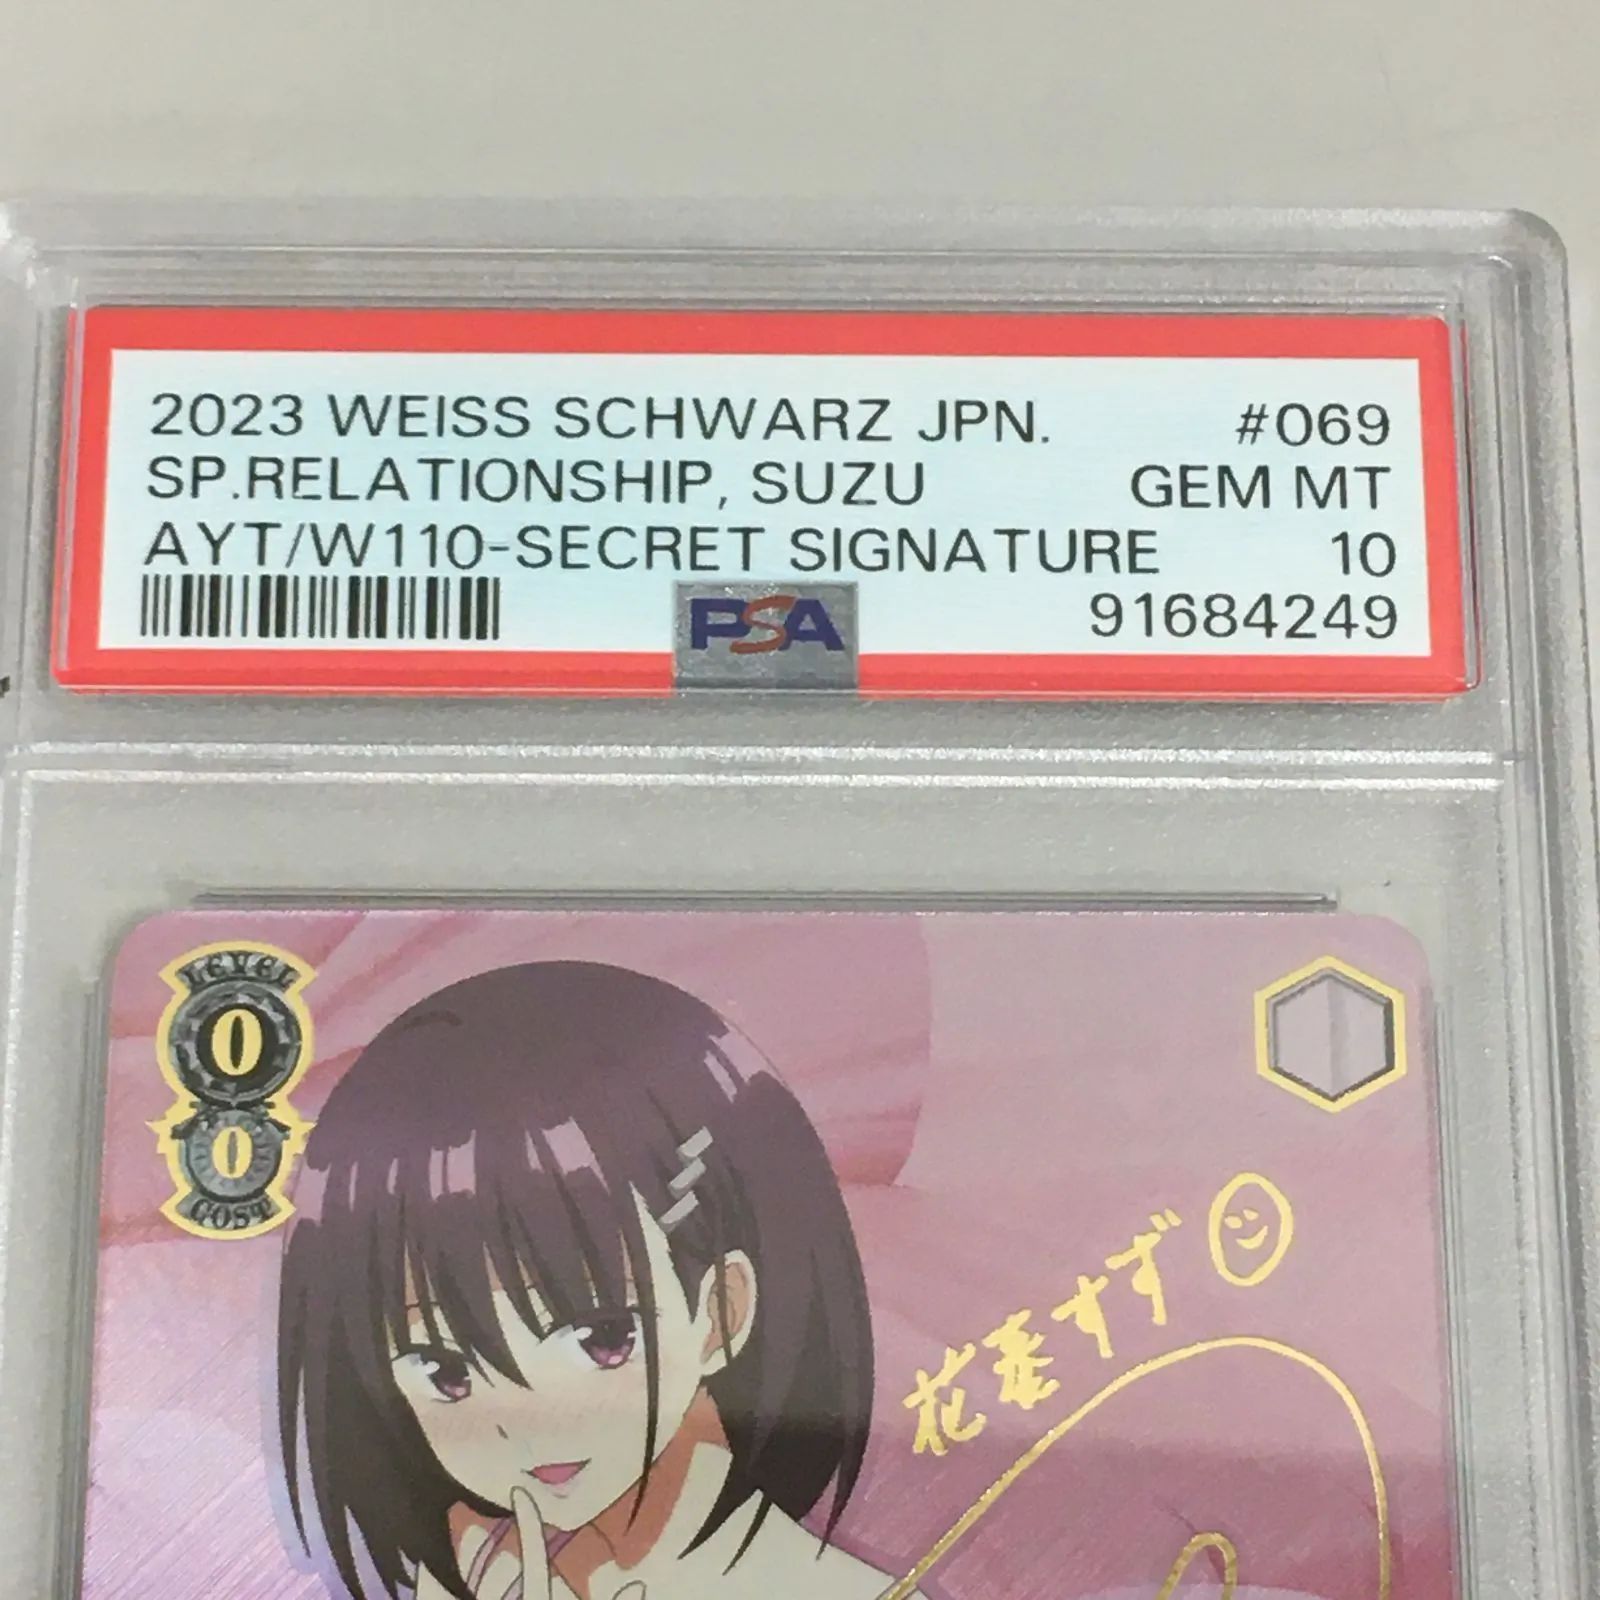 2023 WEISS SCHWARZ JPN. #069
SP.RELATIONSHIP, SUZU GEM MT
AYT/W110-SECRET SIGNATURE 10
PSA
91684249
LEVEL
0
0
COST
花奏すず